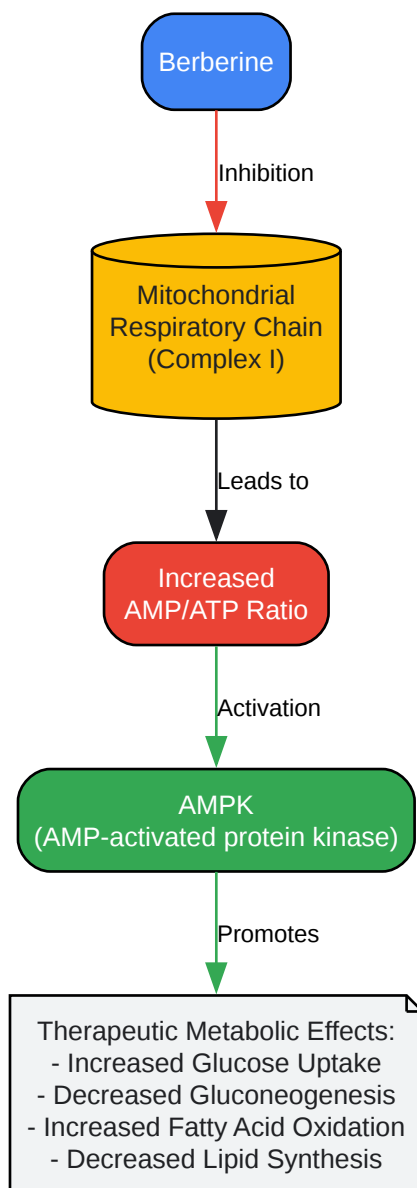 Berberine
Inhibition
Mitochondrial
Respiratory Chain
(Complex I)
Leads to
Increased
AMP/ATP Ratio
Activation
AMPK
(AMP-activated protein kinase)
Promotes
Therapeutic Metabolic Effects:
- Increased Glucose Uptake
- Decreased Gluconeogenesis
- Increased Fatty Acid Oxidation
- Decreased Lipid Synthesis